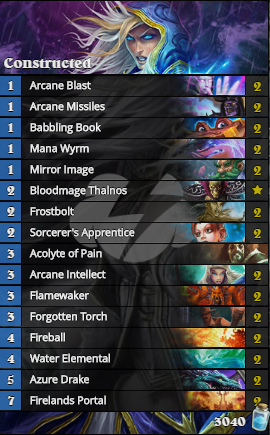 Constructed
1 Arcane Blast 2
1 Arcane Missiles 2
1 Babbling Book 2
1 Mana Wyrm 2
1 Mirror Image 2
2 Bloodmage Thalnos
2 Frostbolt 2
2 Sorcerer's Apprentice 2
3 Acolyte of Pain 2
3 Arcane Intellect 2
3 Flamewaker 2
3 Forgotten Torch 2
4 Fireball 2
4 Water Elemental 2
5 Azure Drake 2
7 Firelands Portal 2
3040